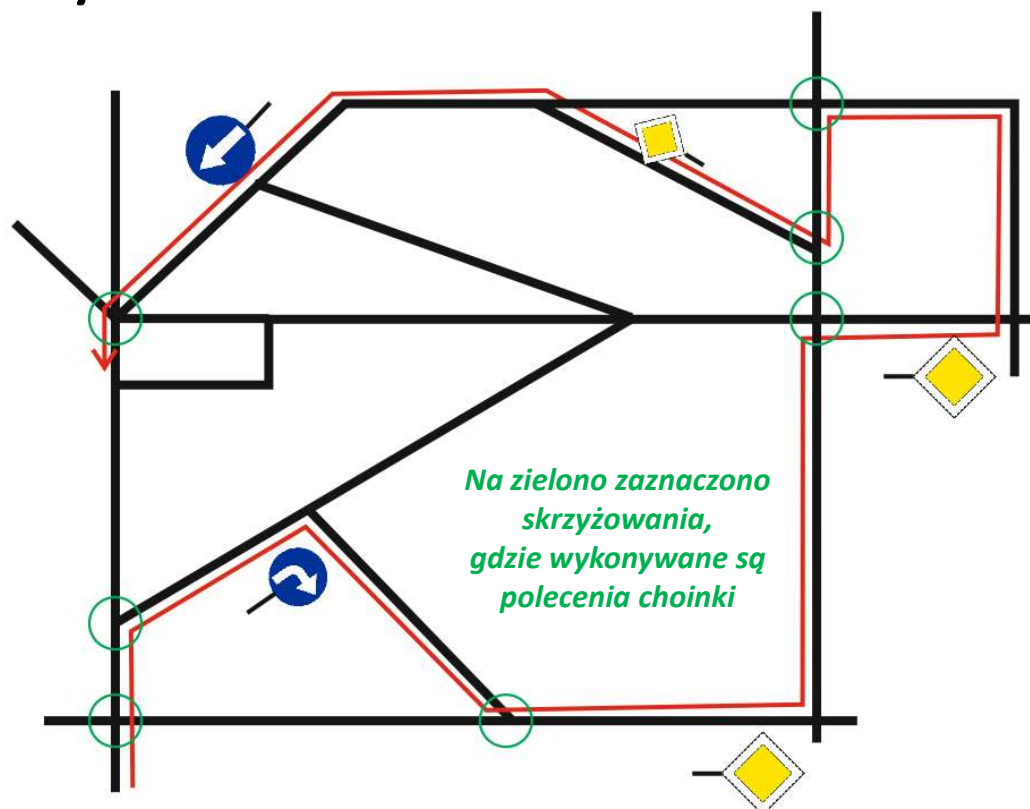 Na zielono zaznaczono
skrzyżowania,
gdzie wykonywane są
polecenia choinki